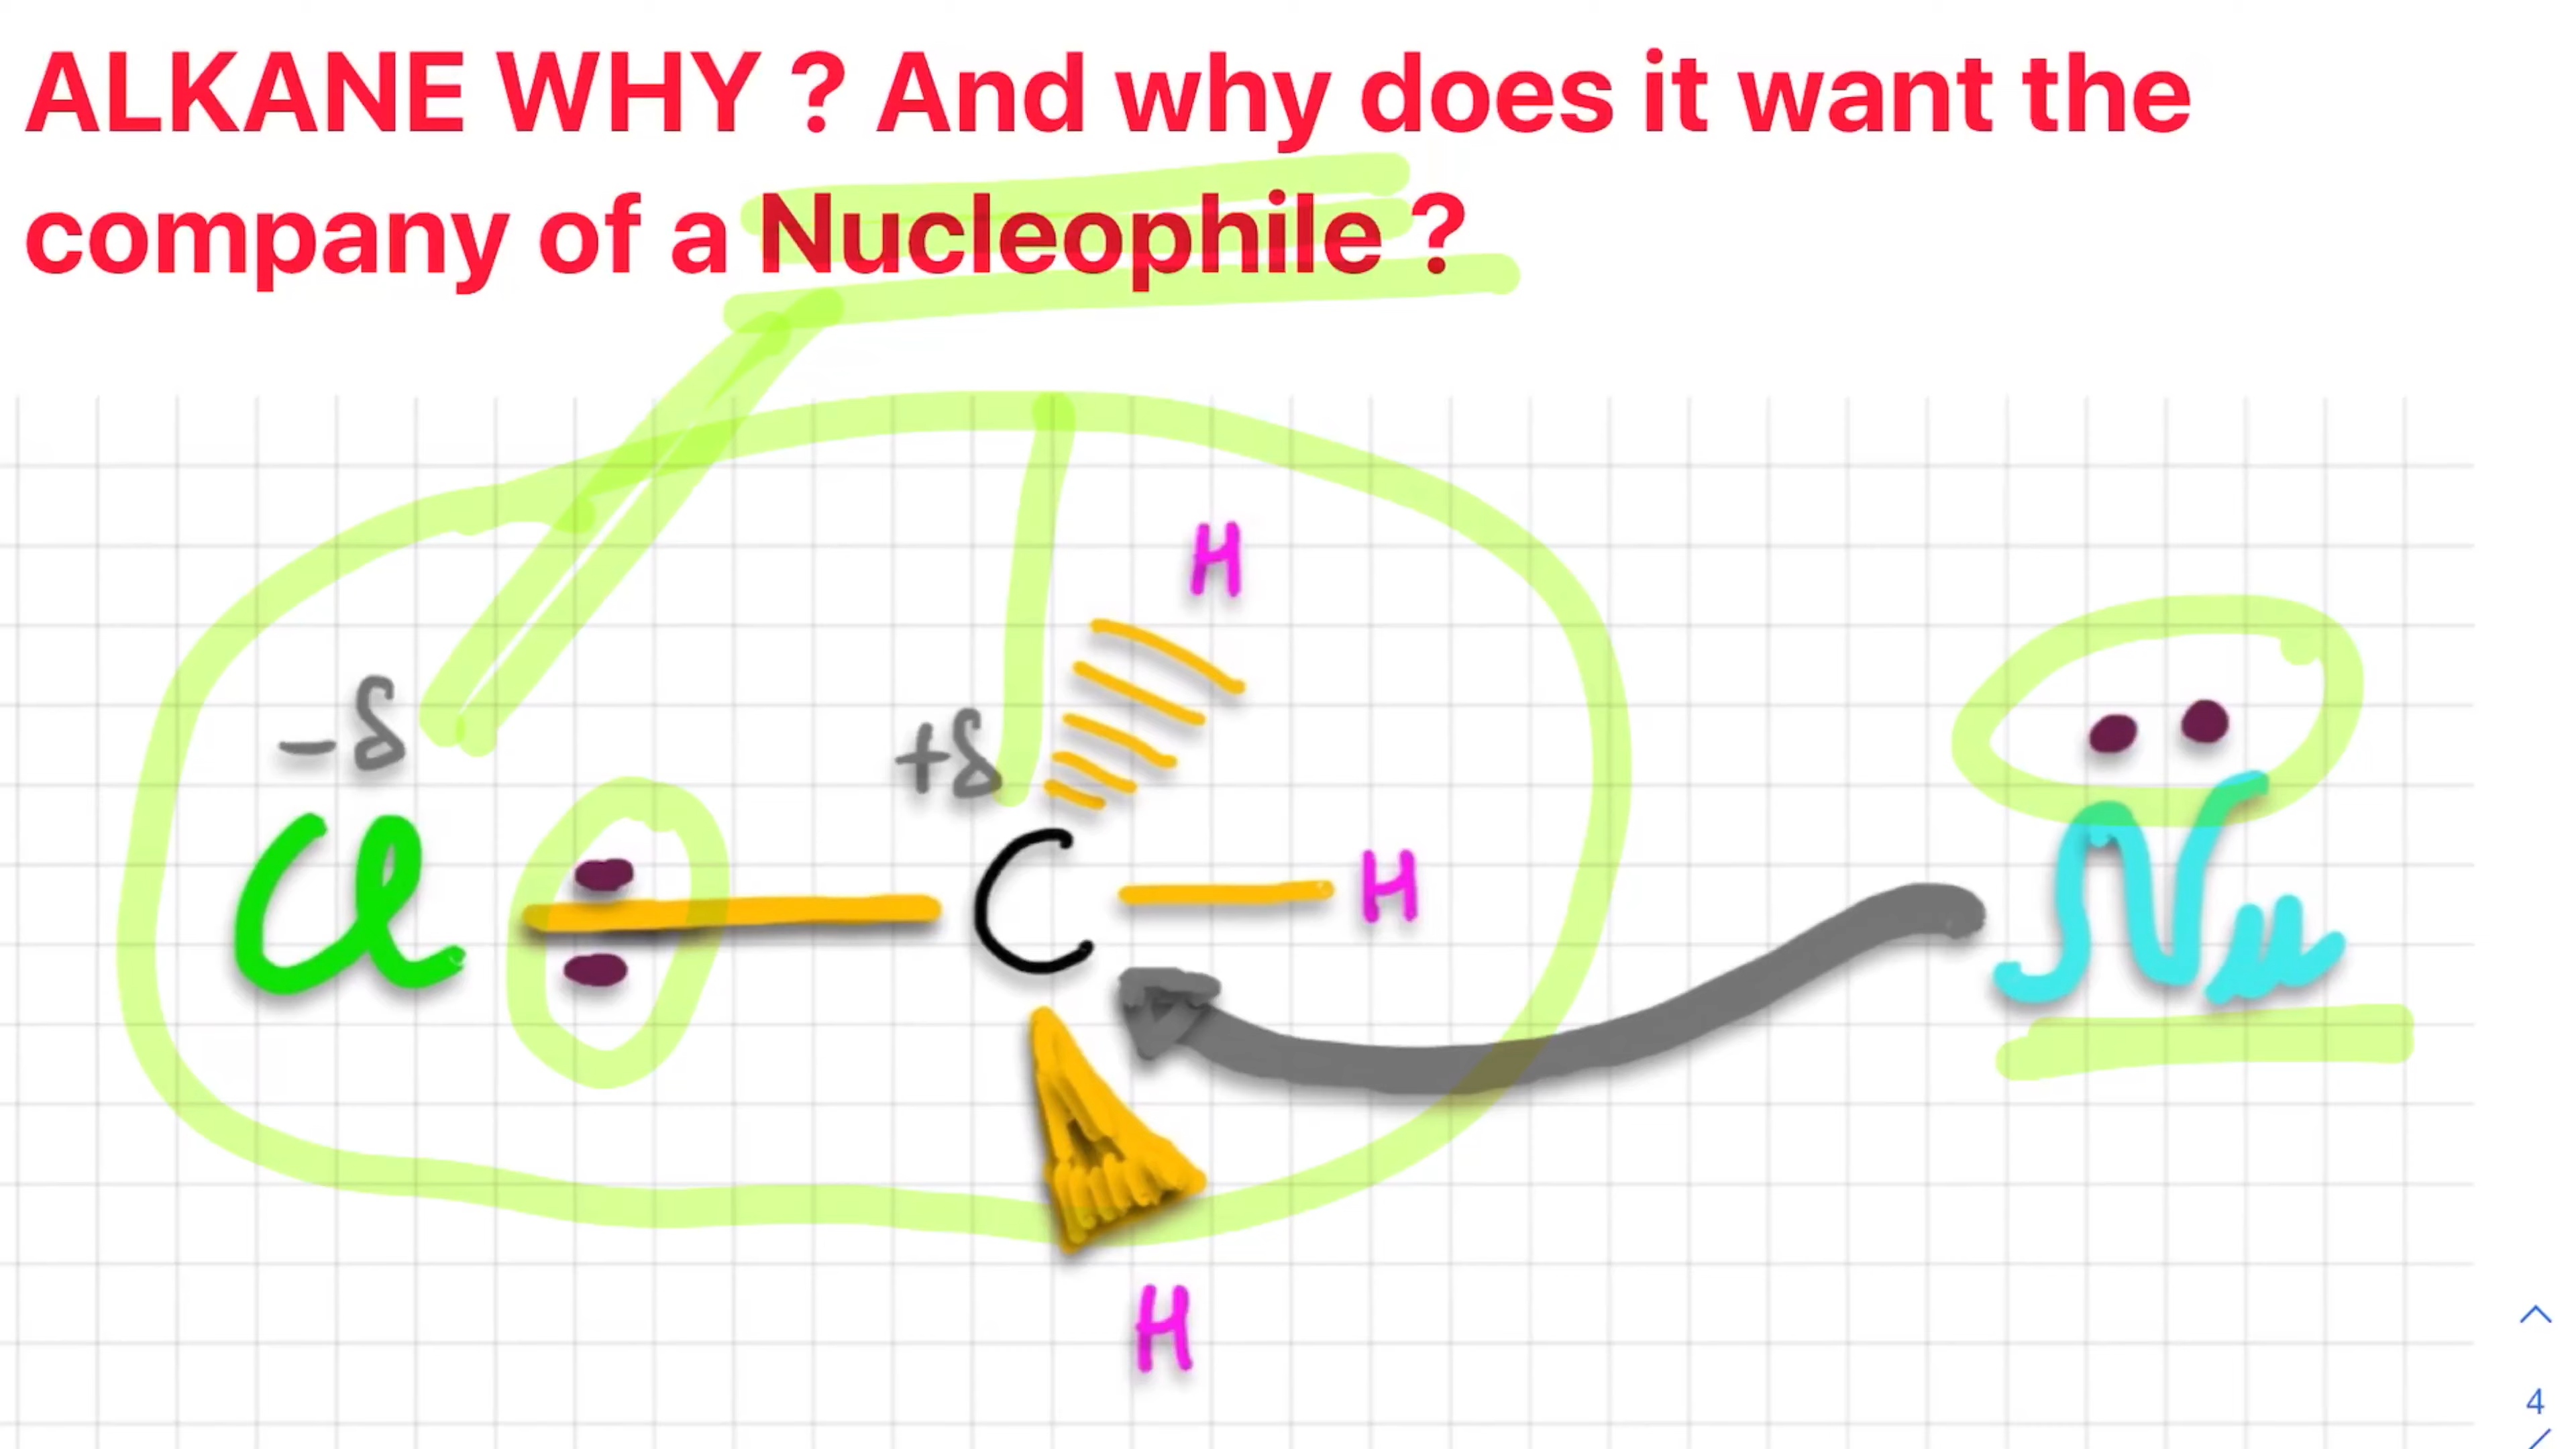 ALKANE WHY ? And why does it want the
company of a Nucleophile ?
H
-δ
+δ
Cl
C
H
Nu
H
4